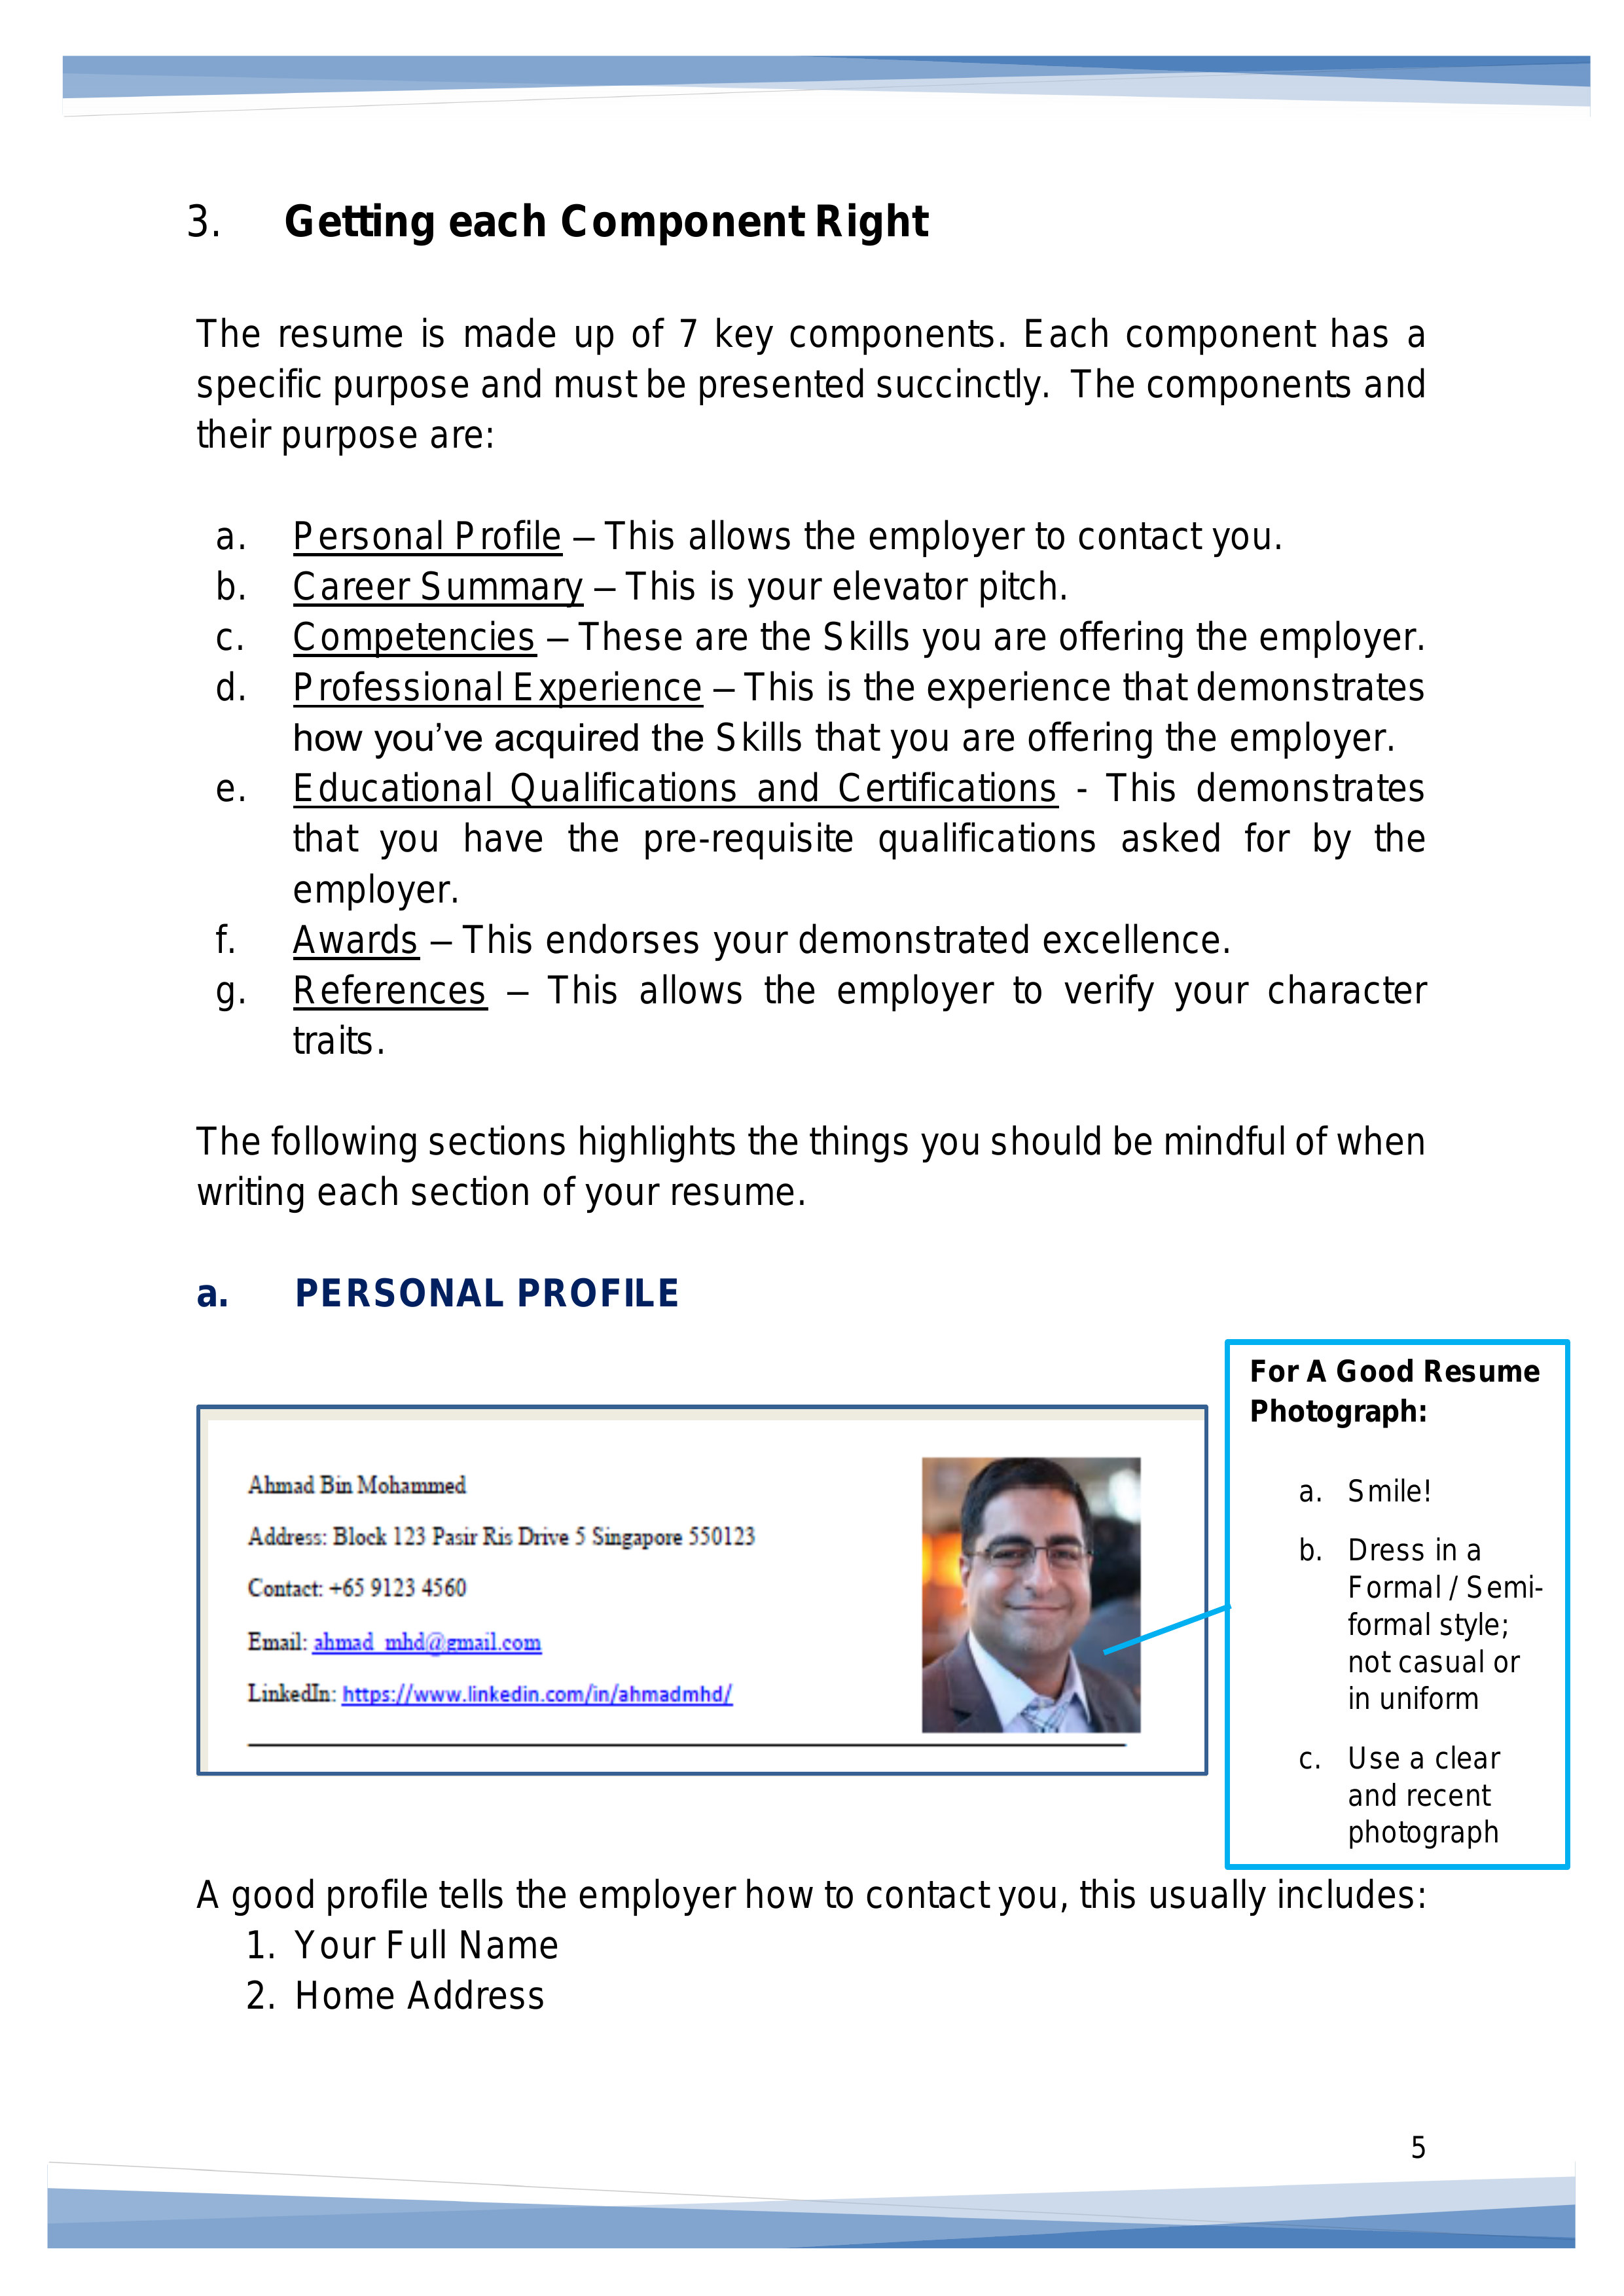 3. Getting each Component Right
The resume is made up of 7 key components. Each component has a
specific purpose and must be presented succinctly. The components and
their purpose are:
a. Personal Profile – This allows the employer to contact you.
b. Career Summary – This is your elevator pitch.
c. Competencies – These are the Skills you are offering the employer.
d. Professional Experience – This is the experience that demonstrates
how you’ve acquired the Skills that you are offering the employer.
e. Educational Qualifications and Certifications - This demonstrates
that you have the pre-requisite qualifications asked for by the
employer.
f. Awards – This endorses your demonstrated excellence.
g. References – This allows the employer to verify your character
traits.
The following sections highlights the things you should be mindful of when
writing each section of your resume.
a. PERSONAL PROFILE
Ahmad Bin Mohammed
Address: Block 123 Pasir Ris Drive 5 Singapore 550123
Contact: +65 9123 4560
Email: ahmad_mhd@gmail.com
LinkedIn: https://www.linkedin.com/in/ahmadmhd/
For A Good Resume
Photograph:
a. Smile!
b. Dress in a
Formal / Semi-
formal style;
not casual or
in uniform
c. Use a clear
and recent
photograph
A good profile tells the employer how to contact you, this usually includes:
1. Your Full Name
2. Home Address
5